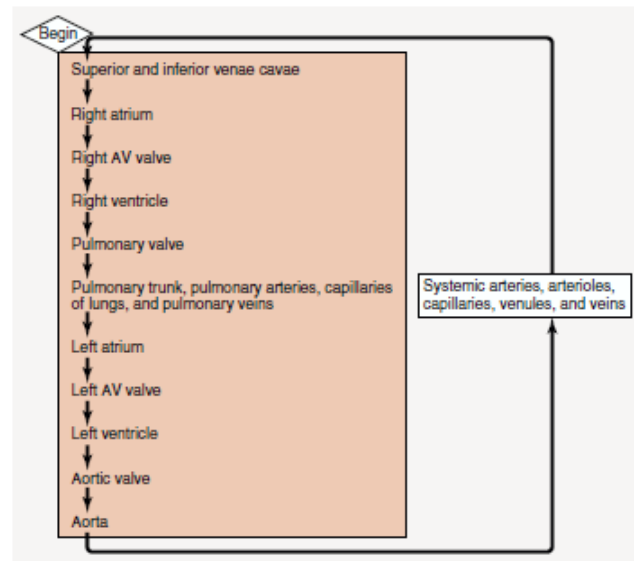 Begin
Superior and inferior venae cavae
Right atrium
Right AV valve
Right ventricle
Pulmonary valve
Pulmonary trunk, pulmonary arteries, capillaries
of lungs, and pulmonary veins
Left atrium
Left AV valve
Left ventricle
Aortic valve
Aorta
Systemic arteries, arterioles,
capillaries, venules, and veins